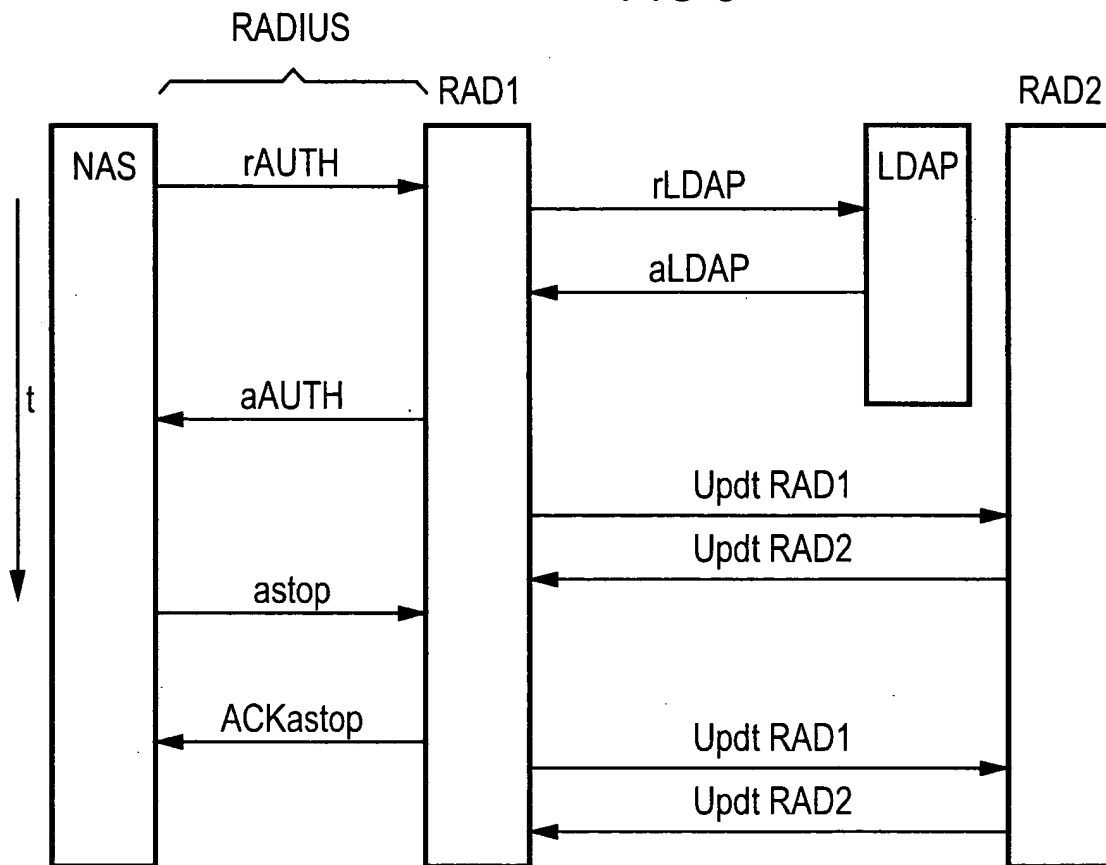 RADIUS
RAD1
RAD2
NAS
rAUTH
LDAP
rLDAP
aLDAP
t
aAUTH
Updt RAD1
Updt RAD2
astop
ACKastop
Updt RAD1
Updt RAD2